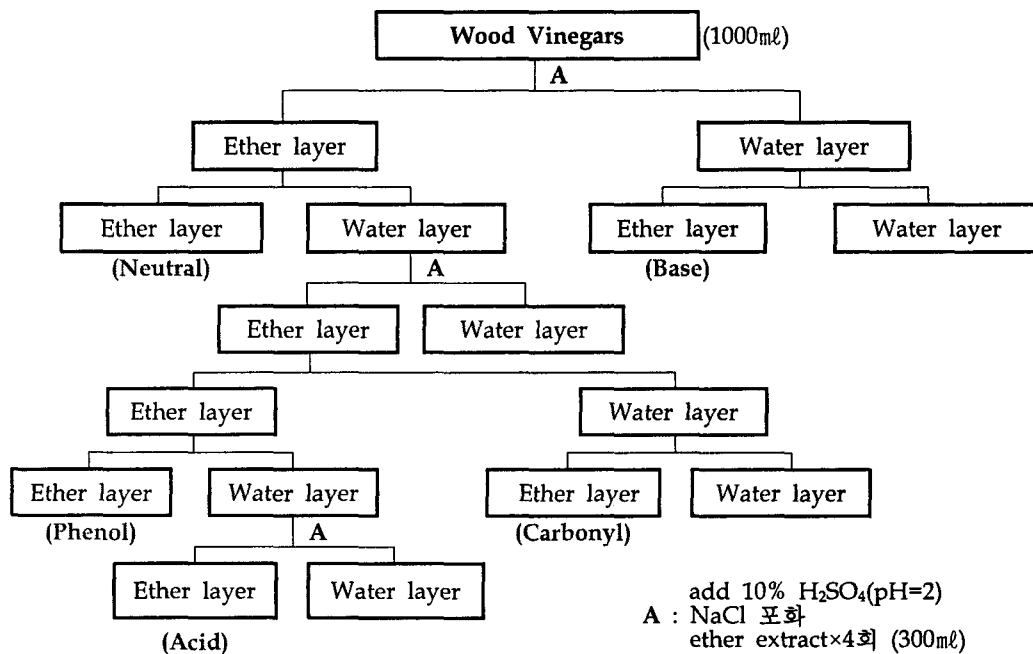 Wood Vinegars (1000㎖)
A
Ether layer Water layer
Ether layer Water layer Ether layer Water layer
(Neutral) A (Base)
Ether layer Water layer
Ether layer Water layer
Ether layer Water layer Ether layer Water layer
(Phenol) A (Carbonyl)
Ether layer Water layer
(Acid)
add 10% H₂SO₄(pH=2)
A : NaCl 포화
ether extract×4회 (300㎖)